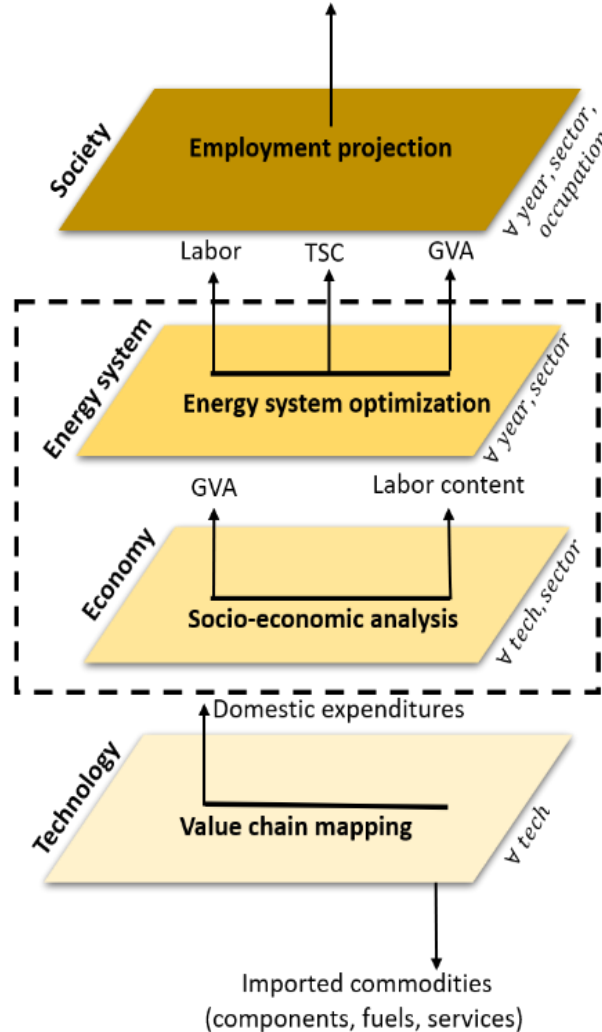 Society
Employment projection
∀ year, sector,
occupation
Labor
TSC
GVA
Energy system
Energy system optimization
∀ year, sector
GVA
Labor content
Economy
Socio-economic analysis
∀ tech, sector
Domestic expenditures
Technology
Value chain mapping
∀ tech
Imported commodities
(components, fuels, services)